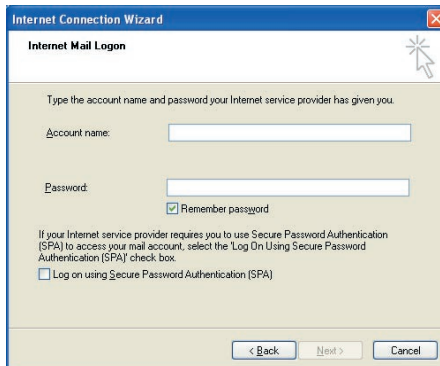 Internet Connection Wizard
Internet Mail Logon
Type the account name and password your Internet service provider has given you.
Account name:
Password:
Remember password
If your Internet service provider requires you to use Secure Password Authentication
(SPA) to access your mail account, select the 'Log On Using Secure Password
Authentication (SPA)' check box.
Log on using Secure Password Authentication (SPA)
< Back Next > Cancel